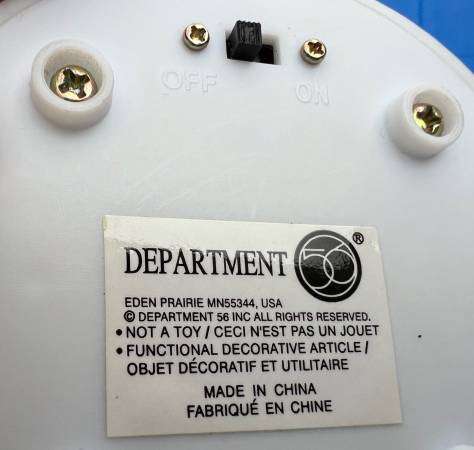 OFF ON
DEPARTMENT 56 ®
EDEN PRAIRIE MN55344, USA
© DEPARTMENT 56 INC ALL RIGHTS RESERVED.
• NOT A TOY / CECI N'EST PAS UN JOUET
• FUNCTIONAL DECORATIVE ARTICLE /
OBJET DÉCORATIF ET UTILITAIRE
MADE IN CHINA
FABRIQUÉ EN CHINE